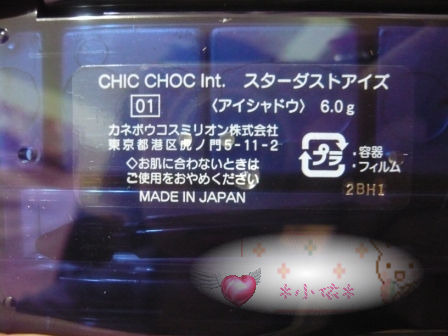 CHIC CHOC Int. スターダストアイズ
01 〈アイシャドウ〉 6.0g
カネボウコスミリオン株式会社
東京都港区虎ノ門5-11-2
◇お肌に合わないときは
ご使用をおやめください
MADE IN JAPAN
プラ
・容器
・フィルム
2BH1